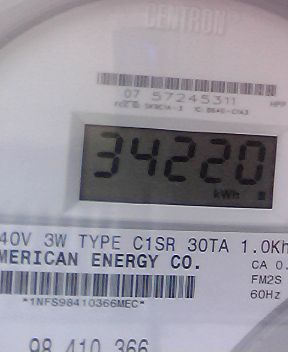 CENTRON
07 57245311
34220
kWh
40V 3W TYPE C1SR 30TA 1.0Kh
MERICAN ENERGY CO.
CA 0.
FM2S
60Hz
*1NFS98410366MEC*
98 410 366